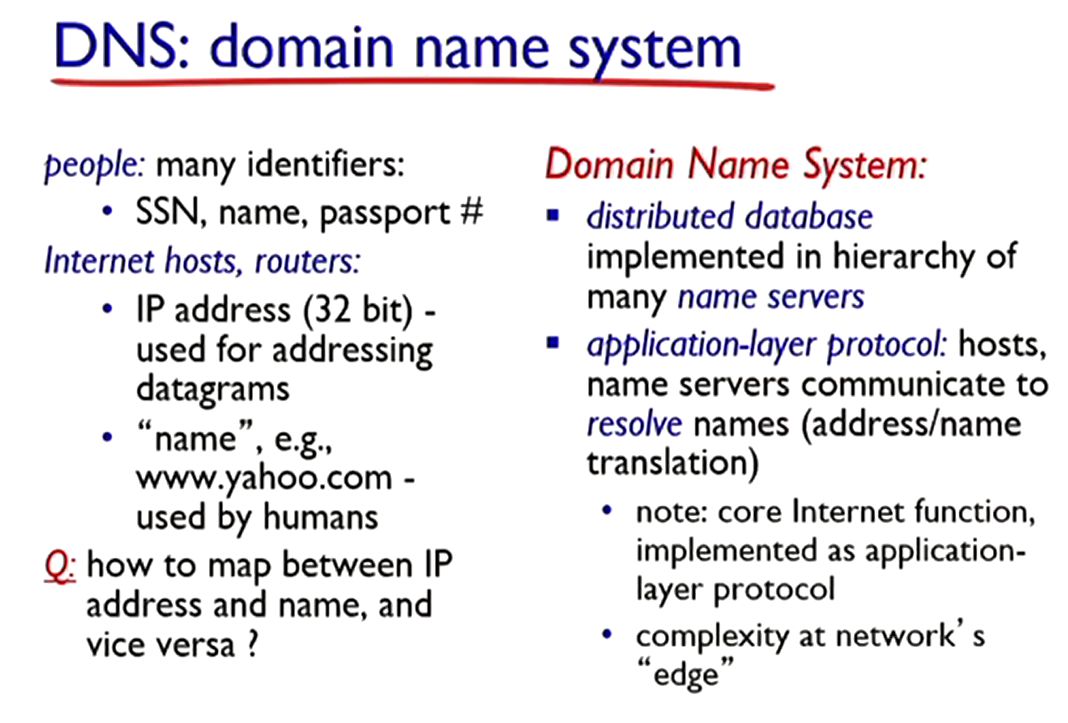 DNS: domain name system
people: many identifiers:
• SSN, name, passport #
Internet hosts, routers:
• IP address (32 bit) -
used for addressing
datagrams
• “name”, e.g.,
www.yahoo.com -
used by humans
Q: how to map between IP
address and name, and
vice versa ?
Domain Name System:
▪ distributed database
implemented in hierarchy of
many name servers
▪ application-layer protocol: hosts,
name servers communicate to
resolve names (address/name
translation)
• note: core Internet function,
implemented as application-
layer protocol
• complexity at network’s
“edge”